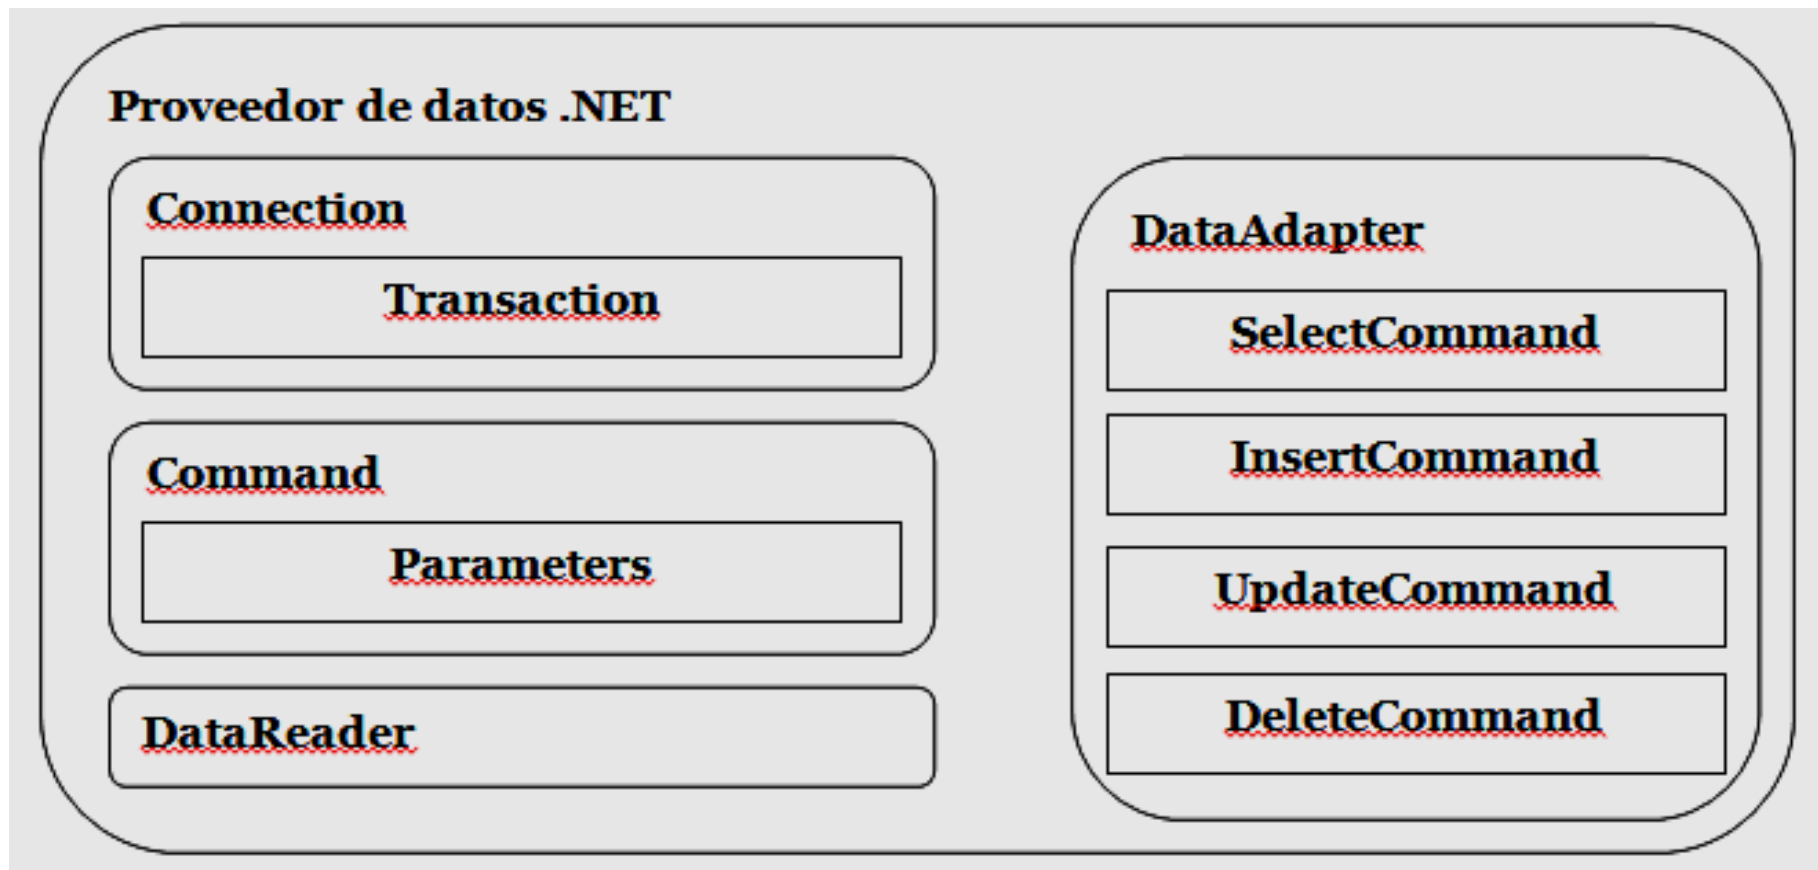 Proveedor de datos .NET
Connection
Transaction
Command
Parameters
DataReader
DataAdapter
SelectCommand
InsertCommand
UpdateCommand
DeleteCommand